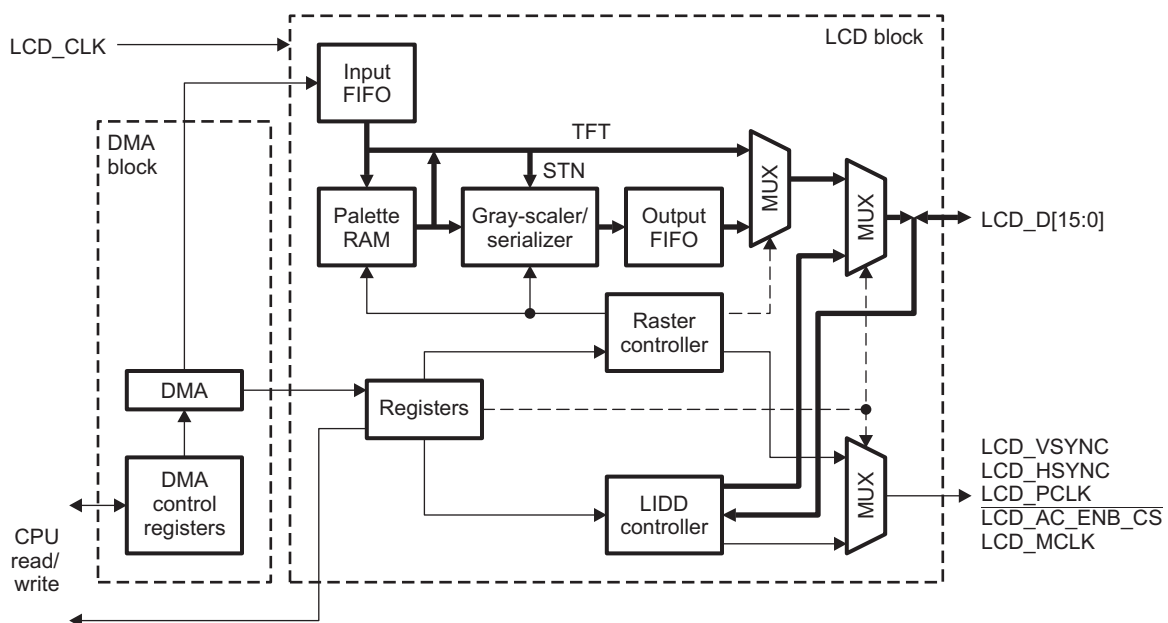 LCD_CLK
LCD block
Input
FIFO
DMA
block
TFT
STN
MUX
MUX
Palette
RAM
Gray-scaler/
serializer
Output
FIFO
LCD_D[15:0]
Raster
controller
DMA
Registers
DMA
control
registers
LIDD
controller
MUX
LCD_VSYNC
LCD_HSYNC
LCD_PCLK
LCD_AC_ENB_CS
LCD_MCLK
CPU
read/
write